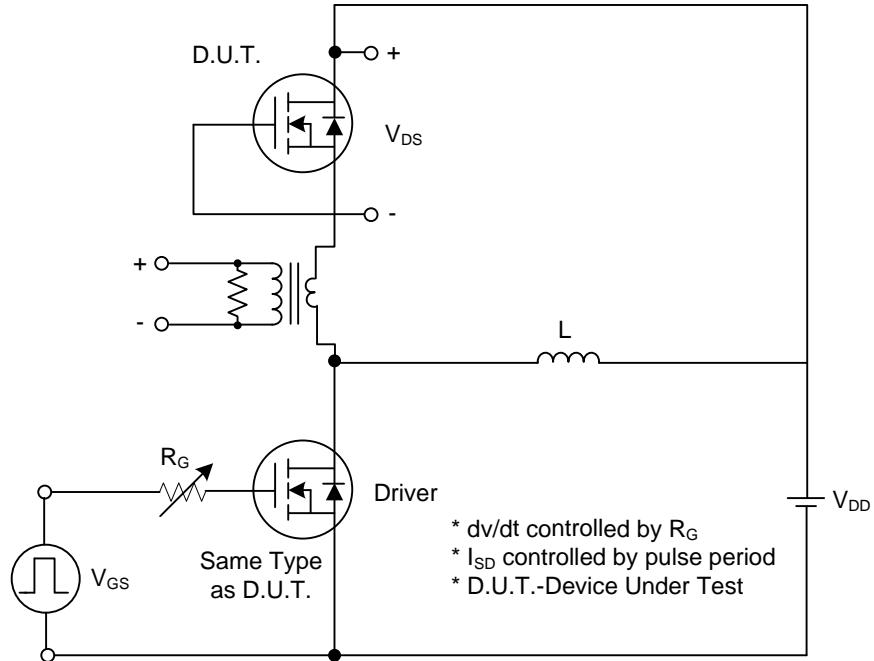 D.U.T.
+
V_DS
-
+
-
L
R_G
Driver
V_DD
V_GS
Same Type
as D.U.T.
* dv/dt controlled by R_G
* I_SD controlled by pulse period
* D.U.T.-Device Under Test